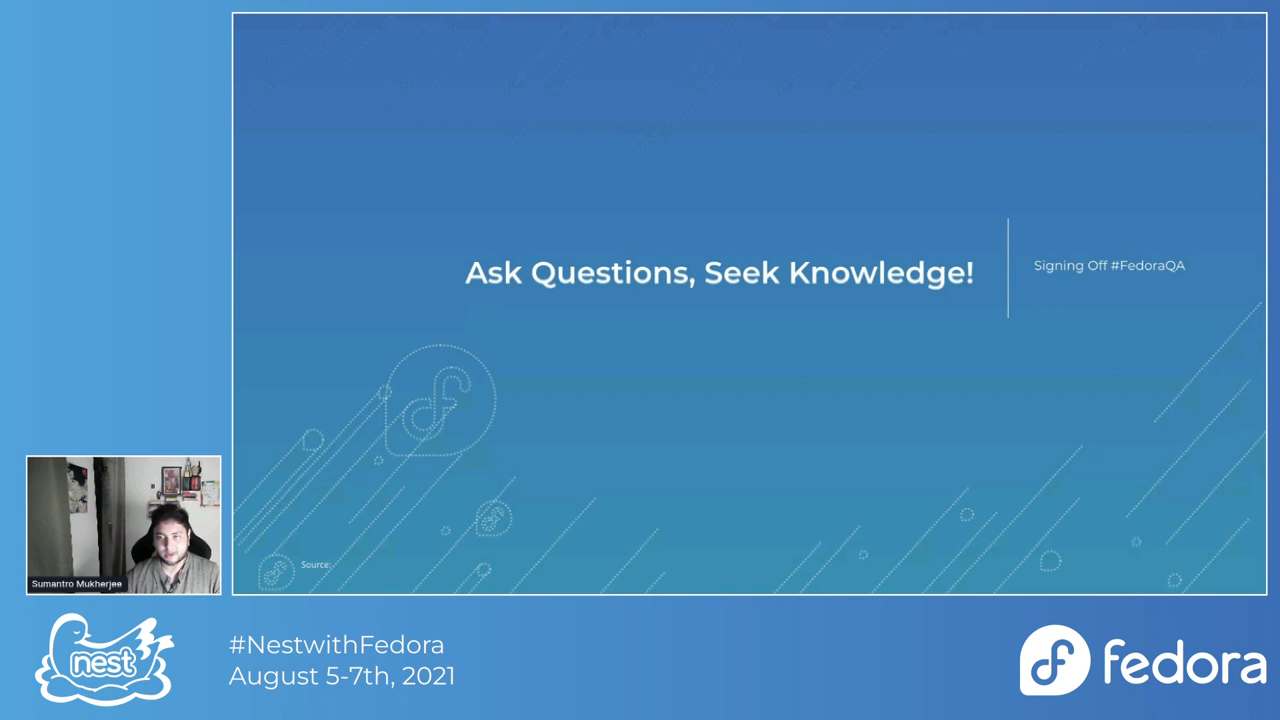 Ask Questions, Seek Knowledge!
Signing Off #FedoraQA
Source:
Sumantro Mukherjee
nest
#NestwithFedora
August 5-7th, 2021
fedora